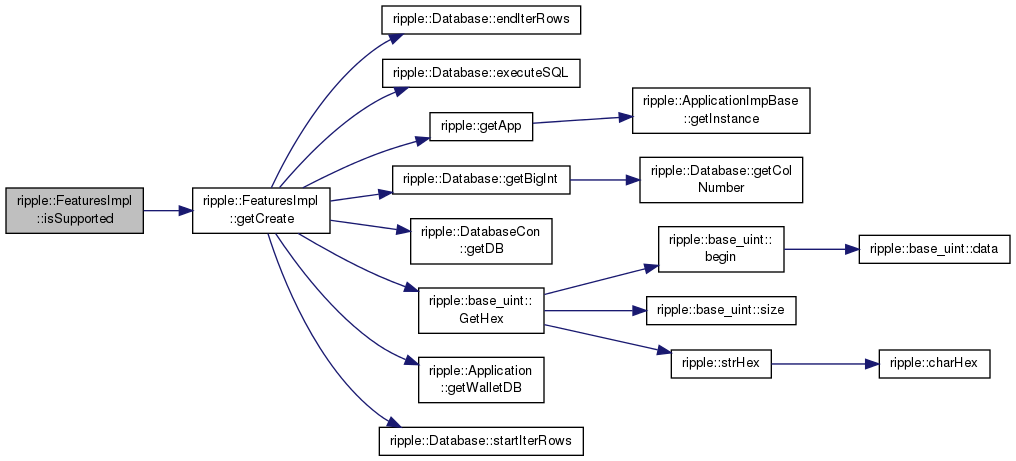 ripple::FeaturesImpl
::isSupported
ripple::FeaturesImpl
::getCreate
ripple::Database::endIterRows
ripple::Database::executeSQL
ripple::getApp
ripple::ApplicationImpBase
::getInstance
ripple::Database::getBigInt
ripple::Database::getCol
Number
ripple::DatabaseCon
::getDB
ripple::base_uint::
GetHex
ripple::base_uint::
begin
ripple::base_uint::data
ripple::base_uint::size
ripple::strHex
ripple::charHex
ripple::Application
::getWalletDB
ripple::Database::startIterRows